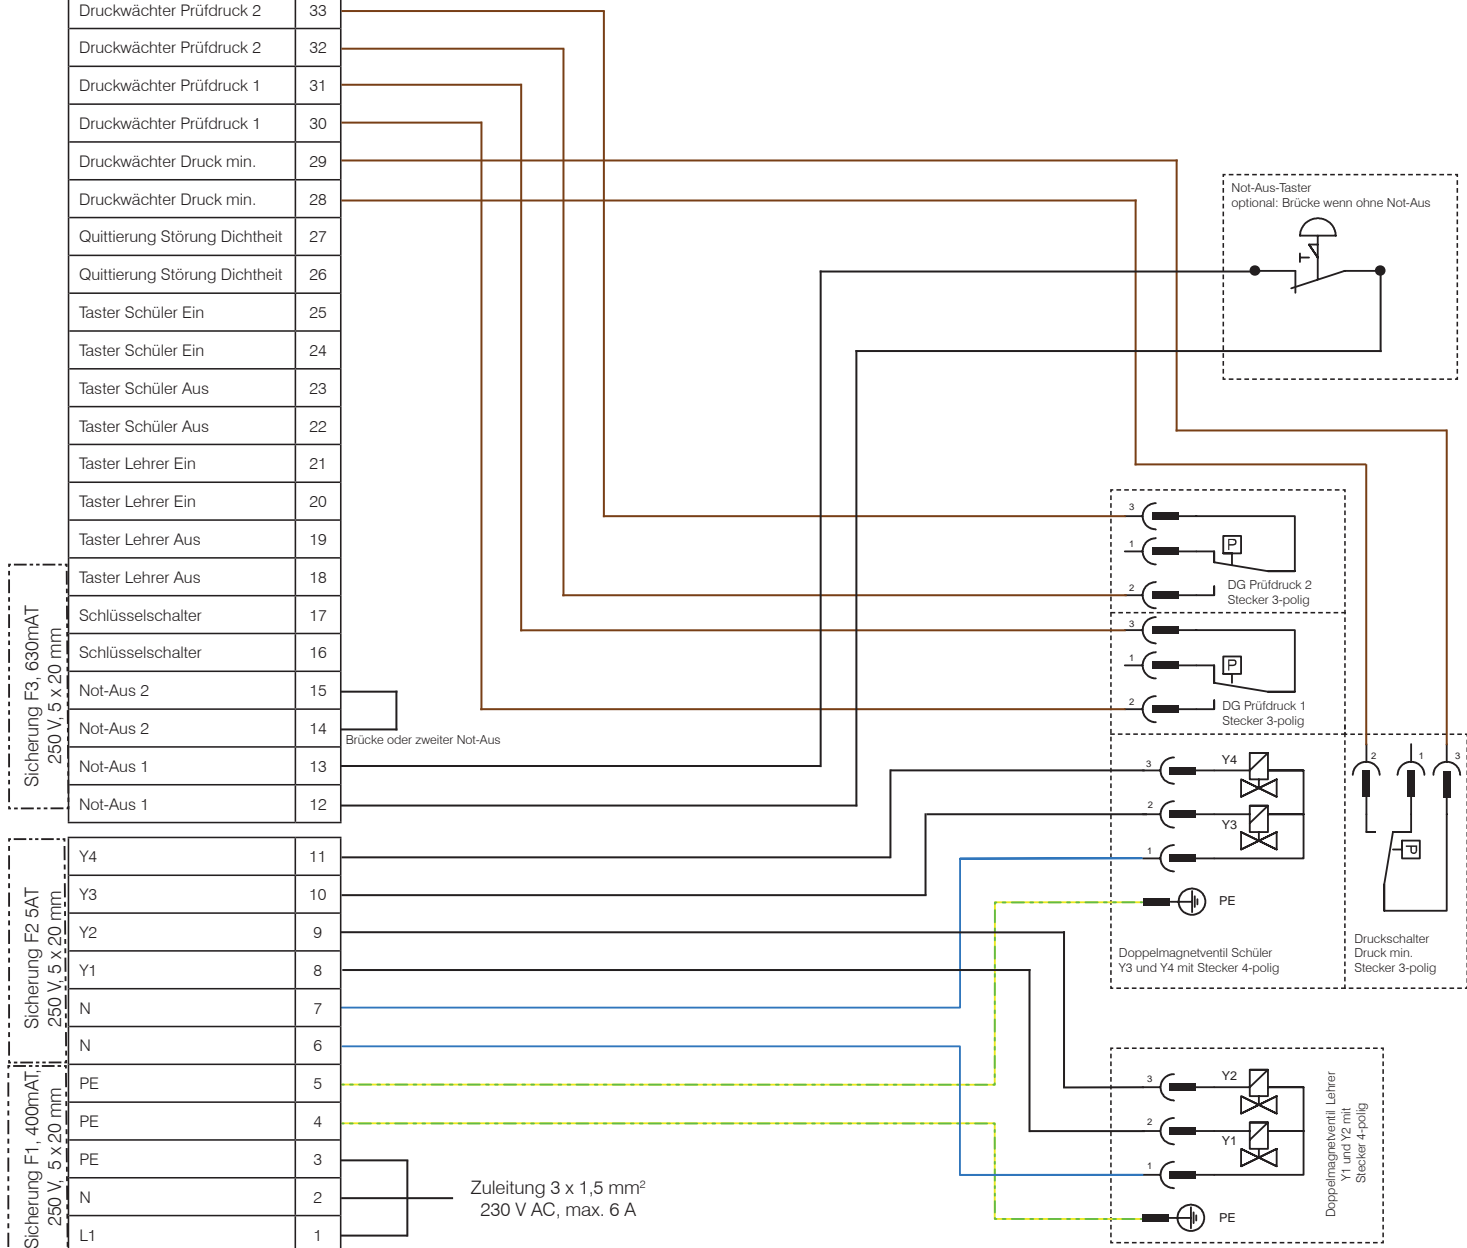 Druckwächter Prüfdruck 2 33
Druckwächter Prüfdruck 2 32
Druckwächter Prüfdruck 1 31
Druckwächter Prüfdruck 1 30
Druckwächter Druck min. 29
Druckwächter Druck min. 28
Quittierung Störung Dichtheit 27
Quittierung Störung Dichtheit 26
Taster Schüler Ein 25
Taster Schüler Ein 24
Taster Schüler Aus 23
Taster Schüler Aus 22
Taster Lehrer Ein 21
Taster Lehrer Ein 20
Taster Lehrer Aus 19
Taster Lehrer Aus 18
Schlüsselschalter 17
Schlüsselschalter 16
Not-Aus 2 15
Not-Aus 2 14
Not-Aus 1 13
Not-Aus 1 12
Y4 11
Y3 10
Y2 9
Y1 8
N 7
N 6
PE 5
PE 4
PE 3
N 2
L1 1
Sicherung F3, 630mAT
250 V, 5 x 20 mm
Sicherung F2 5AT
250 V, 5 x 20 mm
Sicherung F1, 400mAT,
250 V, 5 x 20 mm
Brücke oder zweiter Not-Aus
Zuleitung 3 x 1,5 mm²
230 V AC, max. 6 A
Not-Aus-Taster
optional: Brücke wenn ohne Not-Aus
3
1
P
2
DG Prüfdruck 2
Stecker 3-polig
3
1
P
2
DG Prüfdruck 1
Stecker 3-polig
3
Y4
2
Y3
1
PE
Doppelmagnetventil Schüler
Y3 und Y4 mit Stecker 4-polig
2 1 3
P
Druckschalter
Druck min.
Stecker 3-polig
3
Y2
2
Y1
1
PE
Doppelmagnetventil Lehrer
Y1 und Y2 mit
Stecker 4-polig